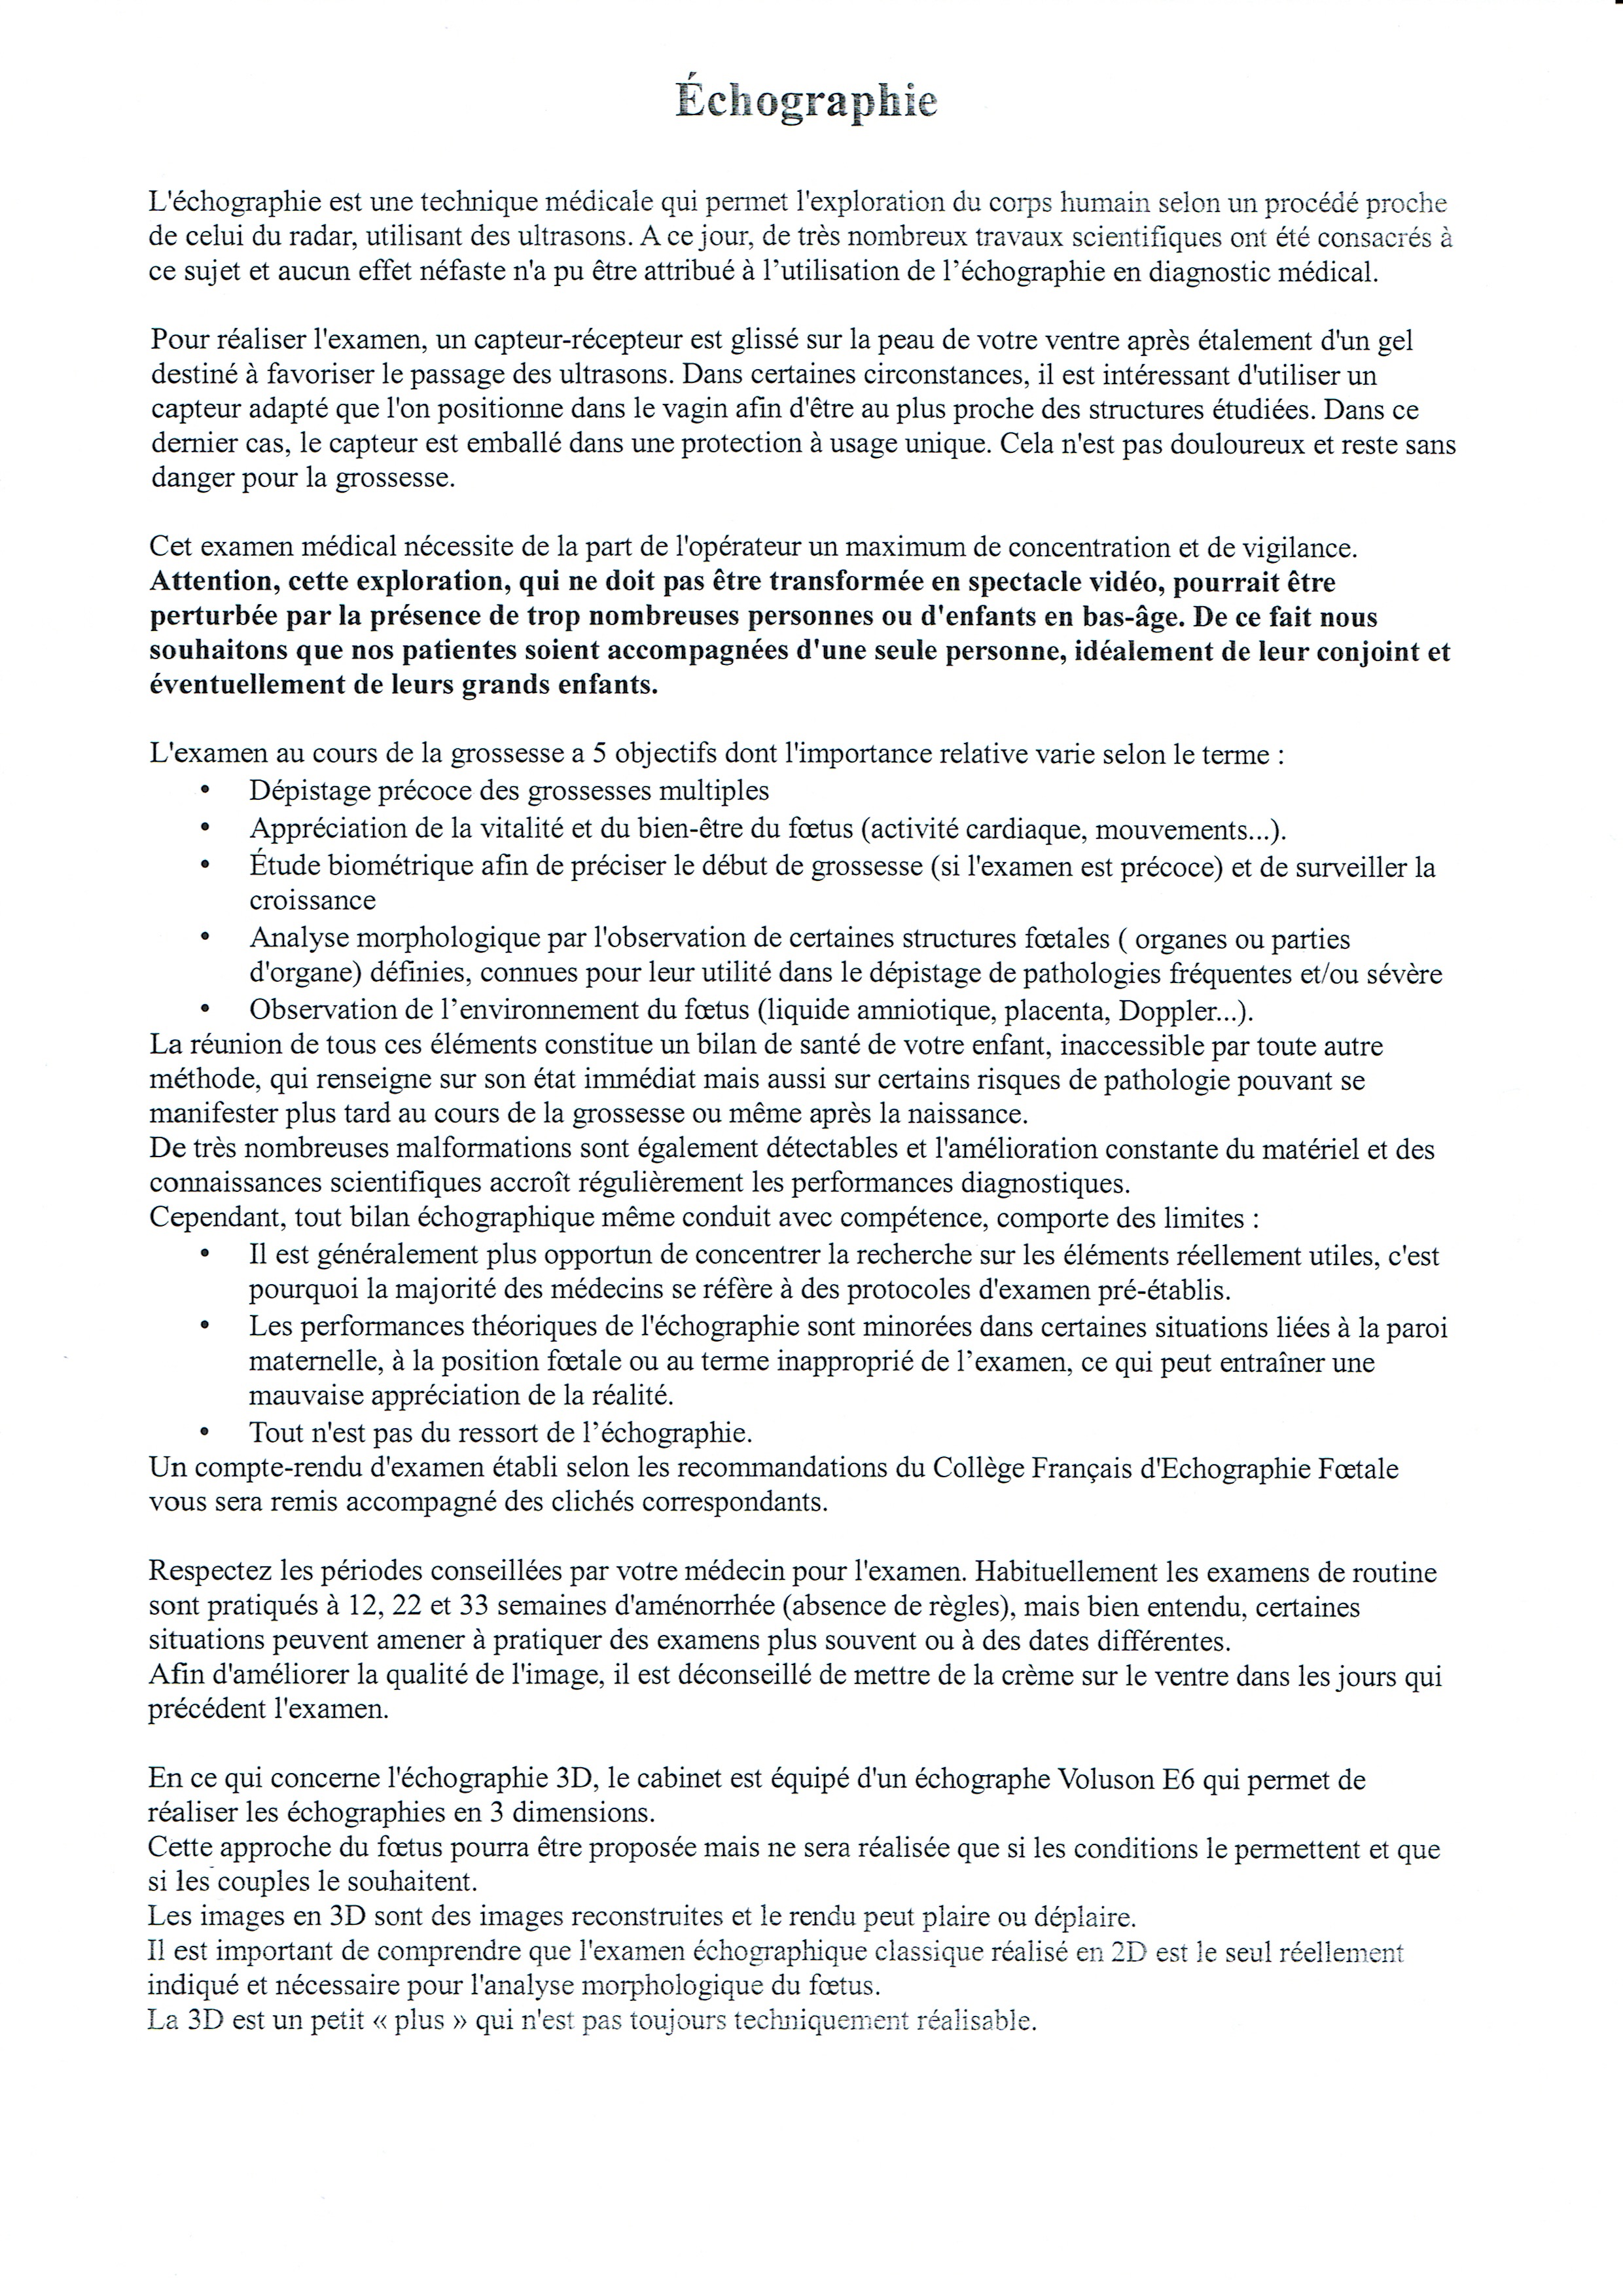 Échographie
L'échographie est une technique médicale qui permet l'exploration du corps humain selon un procédé proche
de celui du radar, utilisant des ultrasons. A ce jour, de très nombreux travaux scientifiques ont été consacrés à
ce sujet et aucun effet néfaste n'a pu être attribué à l’utilisation de l’échographie en diagnostic médical.
Pour réaliser l'examen, un capteur-récepteur est glissé sur la peau de votre ventre après étalement d'un gel
destiné à favoriser le passage des ultrasons. Dans certaines circonstances, il est intéressant d'utiliser un
capteur adapté que l'on positionne dans le vagin afin d'être au plus proche des structures étudiées. Dans ce
dernier cas, le capteur est emballé dans une protection à usage unique. Cela n'est pas douloureux et reste sans
danger pour la grossesse.
Cet examen médical nécessite de la part de l'opérateur un maximum de concentration et de vigilance.
Attention, cette exploration, qui ne doit pas être transformée en spectacle vidéo, pourrait être
perturbée par la présence de trop nombreuses personnes ou d'enfants en bas-âge. De ce fait nous
souhaitons que nos patientes soient accompagnées d'une seule personne, idéalement de leur conjoint et
éventuellement de leurs grands enfants.
L'examen au cours de la grossesse a 5 objectifs dont l'importance relative varie selon le terme :
• Dépistage précoce des grossesses multiples
• Appréciation de la vitalité et du bien-être du fœtus (activité cardiaque, mouvements...).
• Étude biométrique afin de préciser le début de grossesse (si l'examen est précoce) et de surveiller la
croissance
• Analyse morphologique par l'observation de certaines structures fœtales ( organes ou parties
d'organe) définies, connues pour leur utilité dans le dépistage de pathologies fréquentes et/ou sévère
• Observation de l’environnement du fœtus (liquide amniotique, placenta, Doppler...).
La réunion de tous ces éléments constitue un bilan de santé de votre enfant, inaccessible par toute autre
méthode, qui renseigne sur son état immédiat mais aussi sur certains risques de pathologie pouvant se
manifester plus tard au cours de la grossesse ou même après la naissance.
De très nombreuses malformations sont également détectables et l'amélioration constante du matériel et des
connaissances scientifiques accroît régulièrement les performances diagnostiques.
Cependant, tout bilan échographique même conduit avec compétence, comporte des limites :
• Il est généralement plus opportun de concentrer la recherche sur les éléments réellement utiles, c'est
pourquoi la majorité des médecins se réfère à des protocoles d'examen pré-établis.
• Les performances théoriques de l'échographie sont minorées dans certaines situations liées à la paroi
maternelle, à la position fœtale ou au terme inapproprié de l’examen, ce qui peut entraîner une
mauvaise appréciation de la réalité.
• Tout n'est pas du ressort de l’échographie.
Un compte-rendu d'examen établi selon les recommandations du Collège Français d'Echographie Fœtale
vous sera remis accompagné des clichés correspondants.
Respectez les périodes conseillées par votre médecin pour l'examen. Habituellement les examens de routine
sont pratiqués à 12, 22 et 33 semaines d'aménorrhée (absence de règles), mais bien entendu, certaines
situations peuvent amener à pratiquer des examens plus souvent ou à des dates différentes.
Afin d'améliorer la qualité de l'image, il est déconseillé de mettre de la crème sur le ventre dans les jours qui
précédent l'examen.
En ce qui concerne l'échographie 3D, le cabinet est équipé d'un échographe Voluson E6 qui permet de
réaliser les échographies en 3 dimensions.
Cette approche du fœtus pourra être proposée mais ne sera réalisée que si les conditions le permettent et que
si les couples le souhaitent.
Les images en 3D sont des images reconstruites et le rendu peut plaire ou déplaire.
Il est important de comprendre que l'examen échographique classique réalisé en 2D est le seul réellement
indiqué et nécessaire pour l'analyse morphologique du fœtus.
La 3D est un petit « plus » qui n'est pas toujours techniquement réalisable.